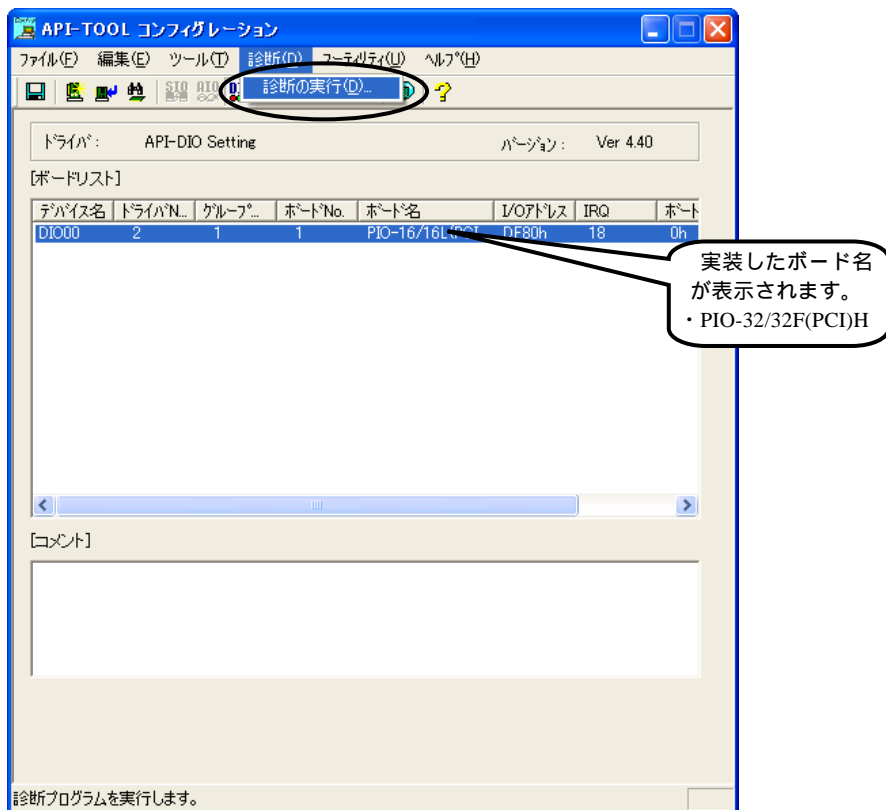 API-TOOL コンフィグレーション
ファイル(F) 編集(E) ツール(T) 診断(D) ユーティリティ(U) ヘルプ(H)
診断の実行(D)...
ドライバ: API-DIO Setting バージョン: Ver 4.40
[ボードリスト]
デバイス名 ドライバN... グループ... ボードNo. ボード名 I/Oアドレス IRQ ボート
DIO00 2 1 1 PIO-16/16L(PCI DF80h 18 0h
実装したボード名
が表示されます。
・PIO-32/32F(PCI)H
[コメント]
診断プログラムを実行します。